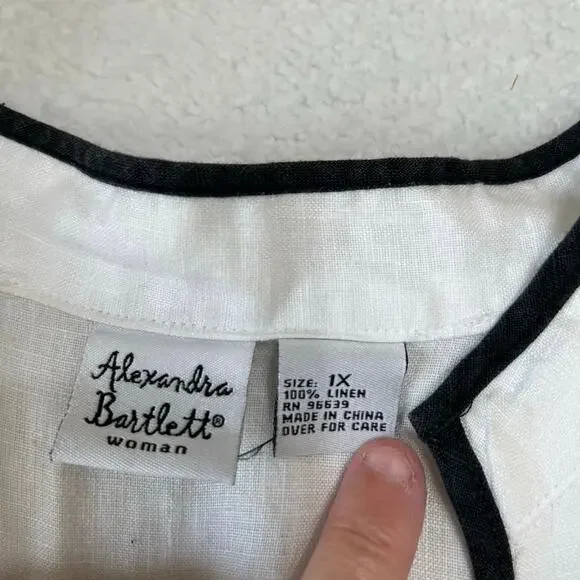 Alexandra
Bartlett®
woman
SIZE: 1X
100% LINEN
RN 96639
MADE IN CHINA
OVER FOR CARE